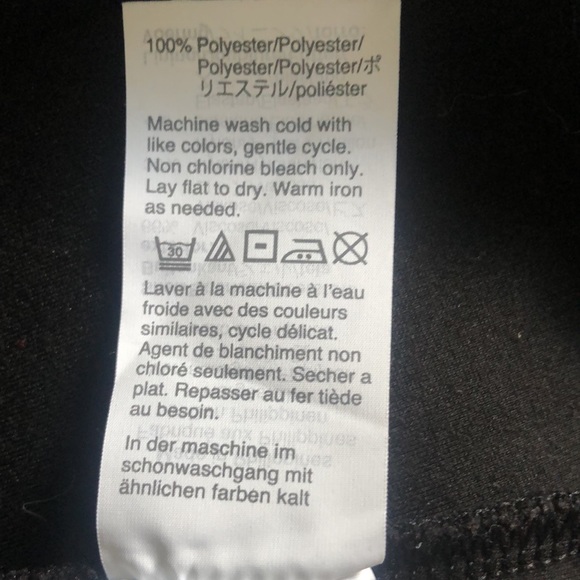 100% Polyester/Polyester/
Polyester/Polyester/ポ
リエステル/poliéster
Machine wash cold with
like colors, gentle cycle.
Non chlorine bleach only.
Lay flat to dry. Warm iron
as needed.
30
Laver à la machine à l'eau
froide avec des couleurs
similaires, cycle délicat.
Agent de blanchiment non
chloré seulement. Secher a
plat. Repasser au fer tiède
au besoin.
In der maschine im
schonwaschgang mit
ähnlichen farben kalt